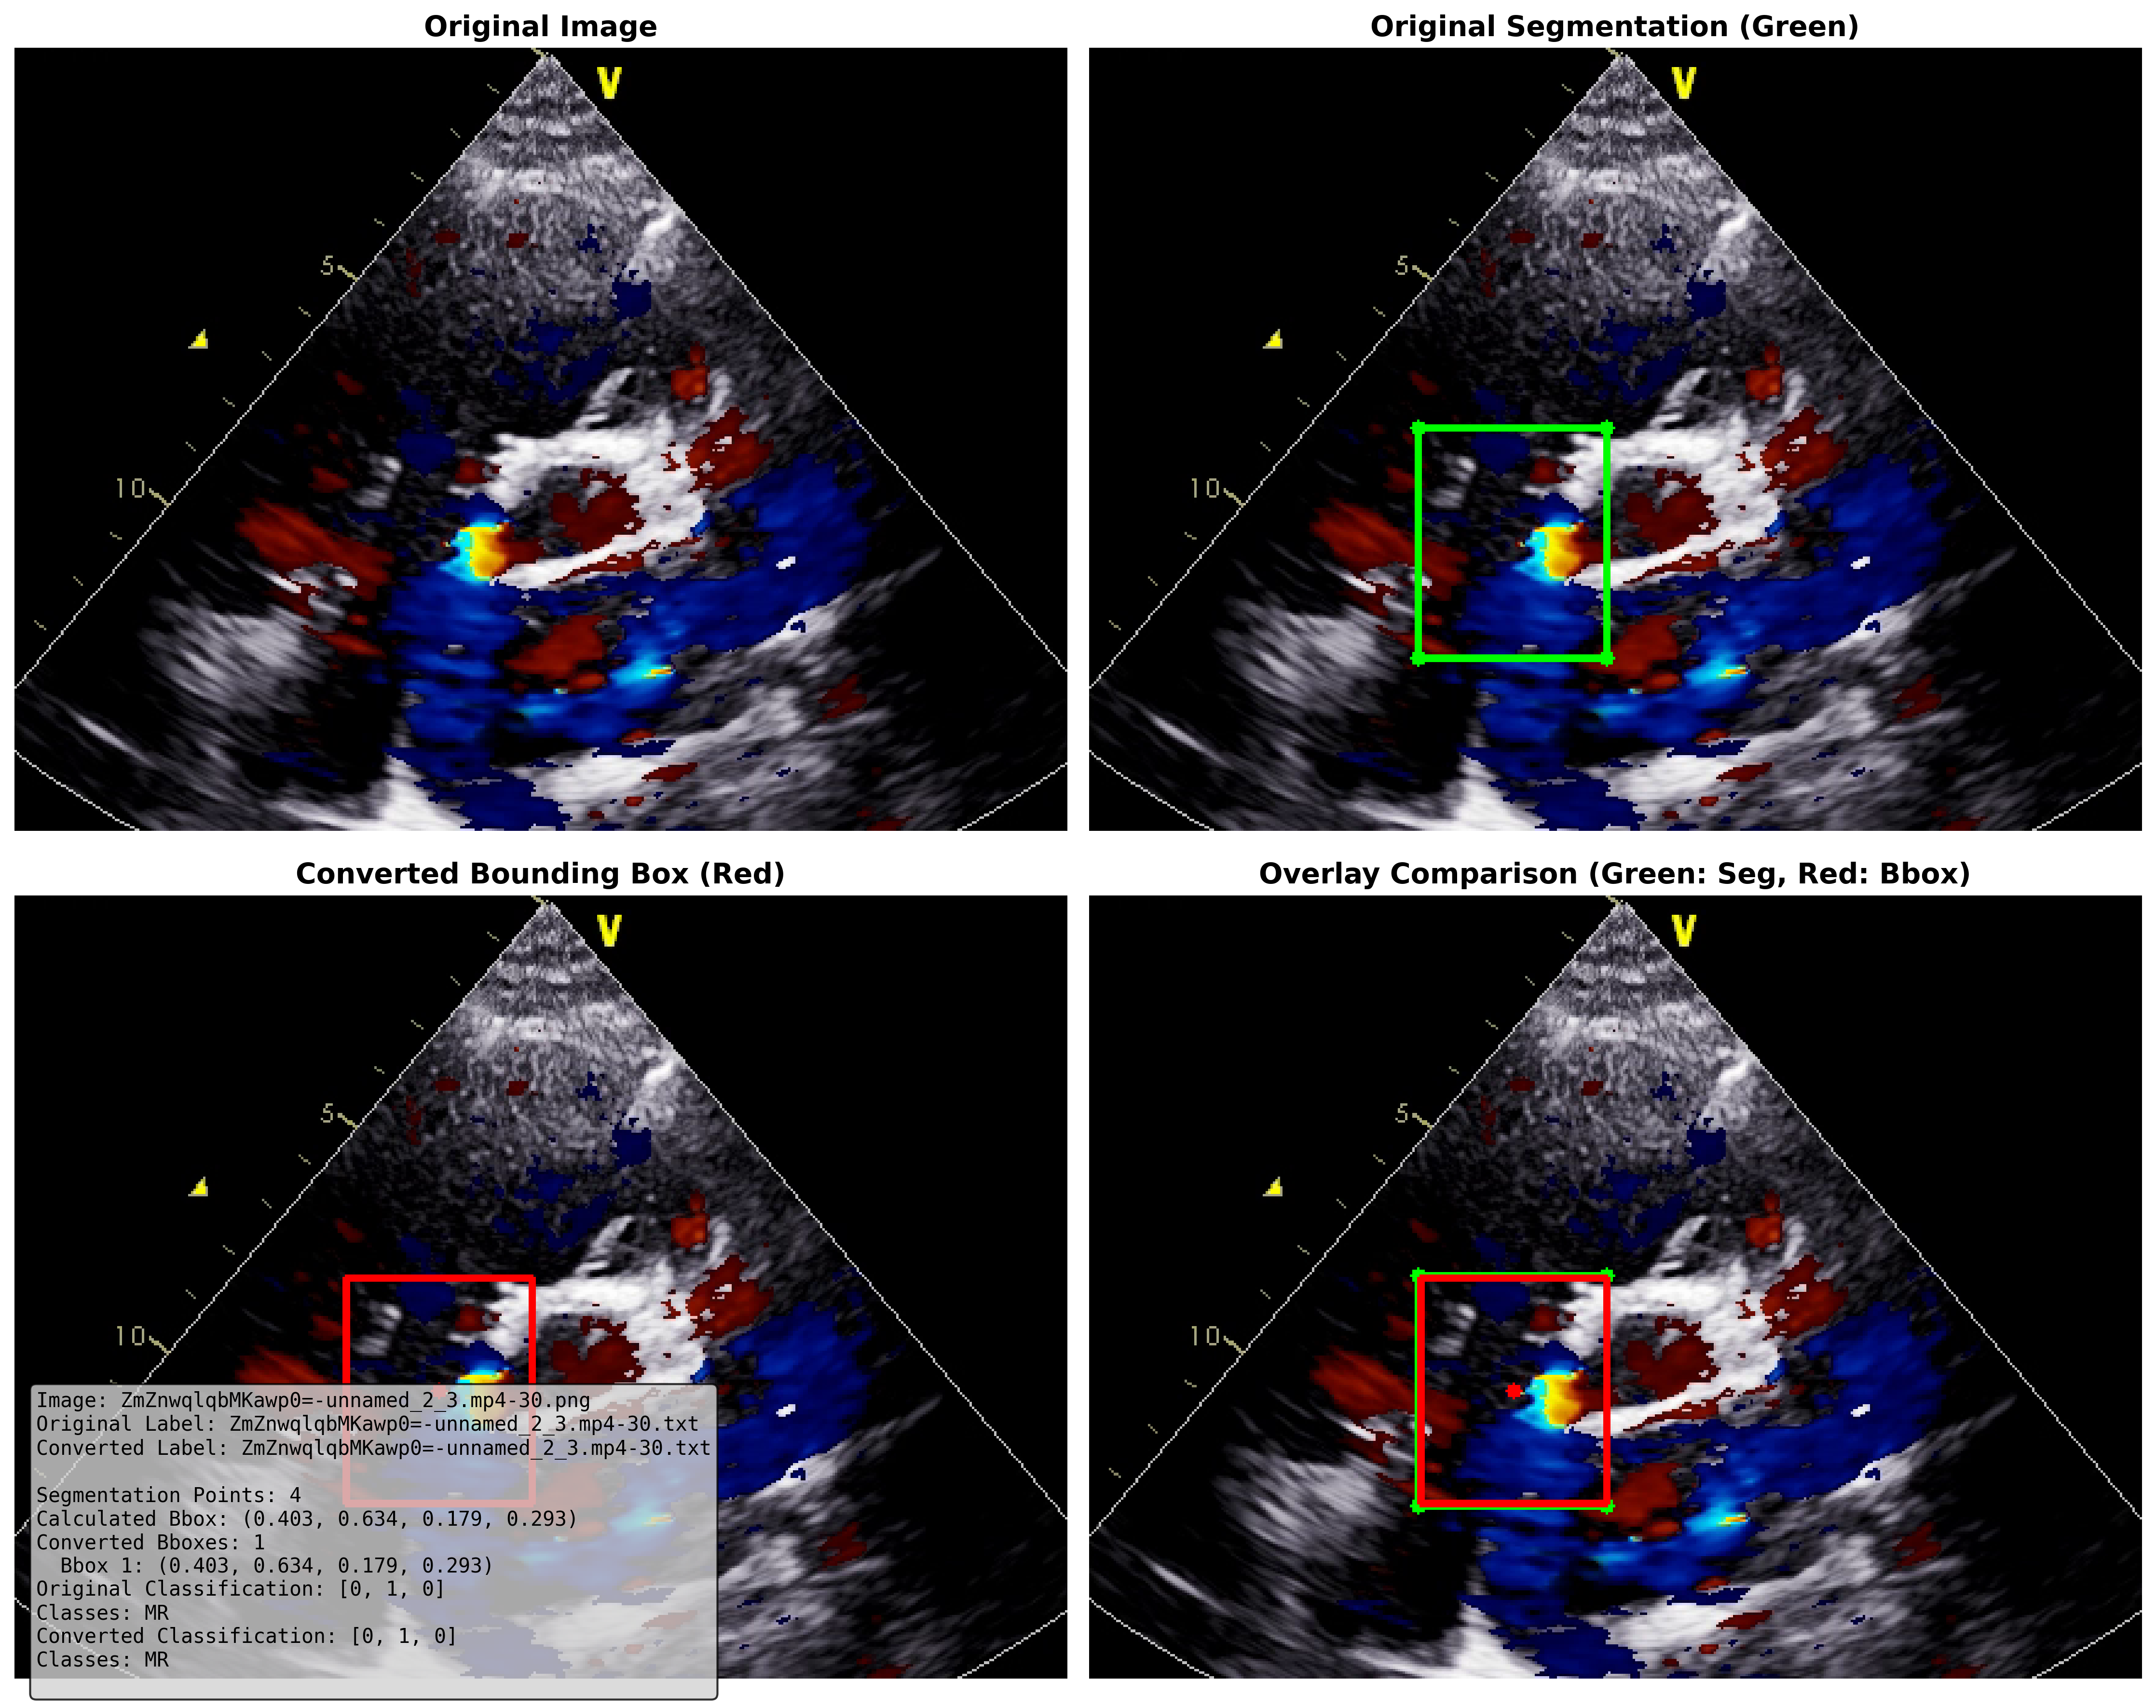 Original Image
Original Segmentation (Green)
V
V
5
5
10
10
Converted Bounding Box (Red)
Overlay Comparison (Green: Seg, Red: Bbox)
V
V
5
5
10
10
Image: ZmZnwqlqbMKawp0=-unnamed_2_3.mp4-30.png
Original Label: ZmZnwqlqbMKawp0=-unnamed_2_3.mp4-30.txt
Converted Label: ZmZnwqlqbMKawp0=-unnamed_2_3.mp4-30.txt
Segmentation Points: 4
Calculated Bbox: (0.403, 0.634, 0.179, 0.293)
Converted Bboxes: 1
Bbox 1: (0.403, 0.634, 0.179, 0.293)
Original Classification: [0, 1, 0]
Classes: MR
Converted Classification: [0, 1, 0]
Classes: MR